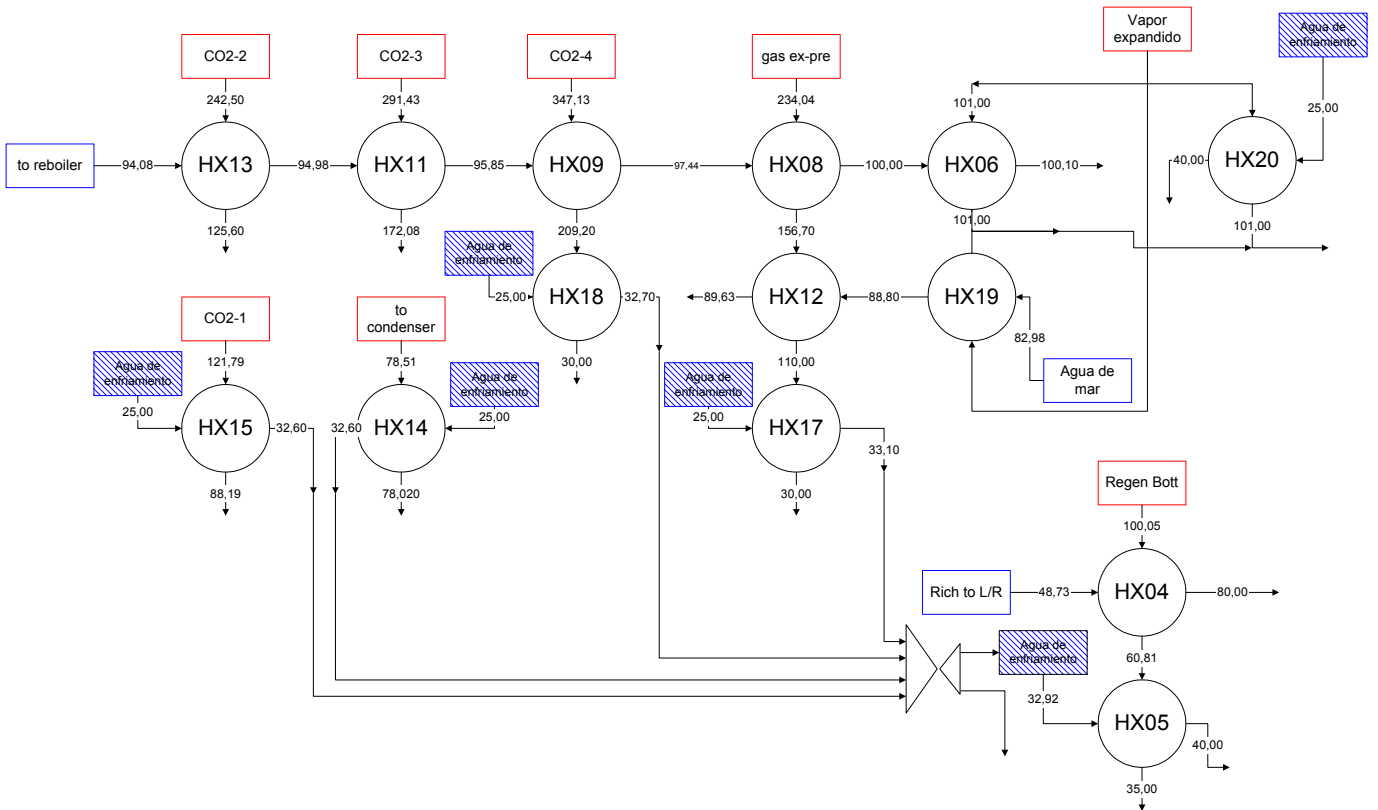 CO2-2
CO2-3
CO2-4
gas ex-pre
Vapor
expandido
Agua de
enfriamiento
242,50
291,43
347,13
234,04
101,00
25,00
to reboiler
94,08
HX13
94,98
HX11
95,85
HX09
97,44
HX08
100,00
HX06
100,10
40,00
HX20
125,60
172,08
209,20
156,70
101,00
101,00
Agua de
enfriamiento
25,00
HX18
32,70
89,63
HX12
88,80
HX19
82,98
30,00
110,00
Agua de
mar
CO2-1
to
condenser
Agua de
enfriamiento
121,79
78,51
Agua de
enfriamiento
Agua de
enfriamiento
25,00
HX15
32,60
32,60
HX14
25,00
25,00
HX17
33,10
88,19
78,020
30,00
Regen Bott
100,05
Rich to L/R
48,73
HX04
80,00
Agua de
enfriamiento
60,81
32,92
HX05
40,00
35,00